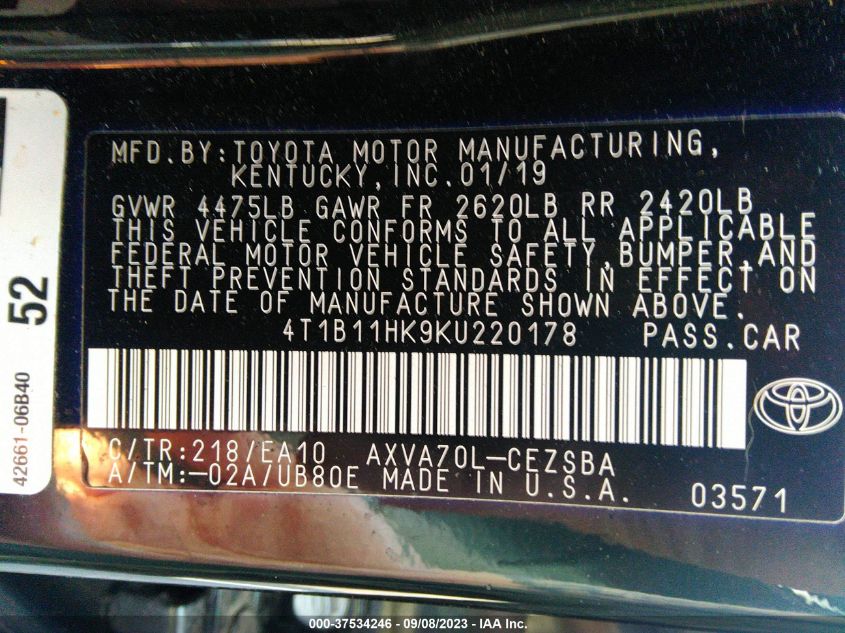 MFD.BY:TOYOTA MOTOR MANUFACTURING,
KENTUCKY,INC.01/19
GVWR 4475LB GAWR FR 2620LB RR 2420LB
THIS VEHICLE CONFORMS TO ALL APPLICABLE
FEDERAL MOTOR VEHICLE SAFETY,BUMPER,AND
THEFT PREVENTION STANDARDS IN EFFECT ON
THE DATE OF MANUFACTURE SHOWN ABOVE.
4T1B11HK9KU220178 PASS.CAR
C/TR:218/EA10 AXVA70L-CEZSBA
A/TM:-02A/UB80E MADE IN U.S.A. 03571
52
42661-06B40
000-37534246 - 09/08/2023 - IAA Inc.